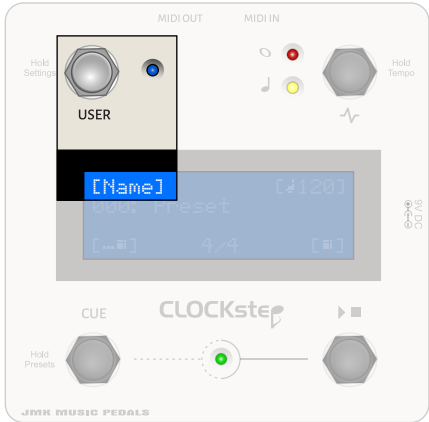 MIDI OUT MIDI IN
Hold
Settings
Hold
Tempo
USER
[Name] [♩120]
000: Preset
9V DC
4/4
CUE CLOCKstep
Hold
Presets
JMK MUSIC PEDALS